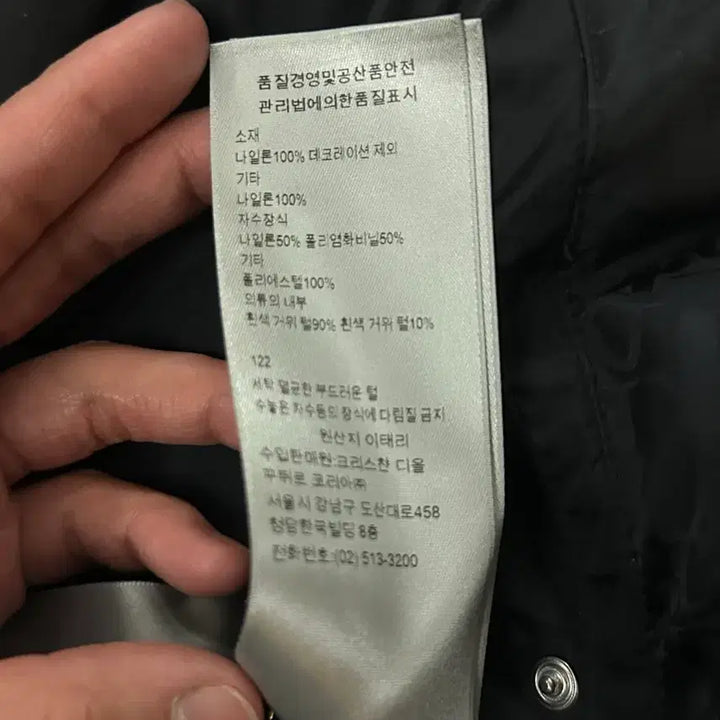 품질경영및공산품안전
관리법에의한품질표시
소재
나일론100% 데코레이션 제외
기타
나일론100%
자수장식
나일론50% 폴리염화비닐50%
기타
폴리에스털100%
의류의 내부
흰색 거위 털90% 흰색 거위 털10%
122
세탁 멸균한 부드러운 털
수놓은 자수등의 장식에 다림질 금지
원산지 이태리
수입판매원:크리스챤 디올
꾸뛰르 코리아㈜
서울시 강남구 도산대로458
청담한국빌딩 8층
전화 번호:(02) 513-3200